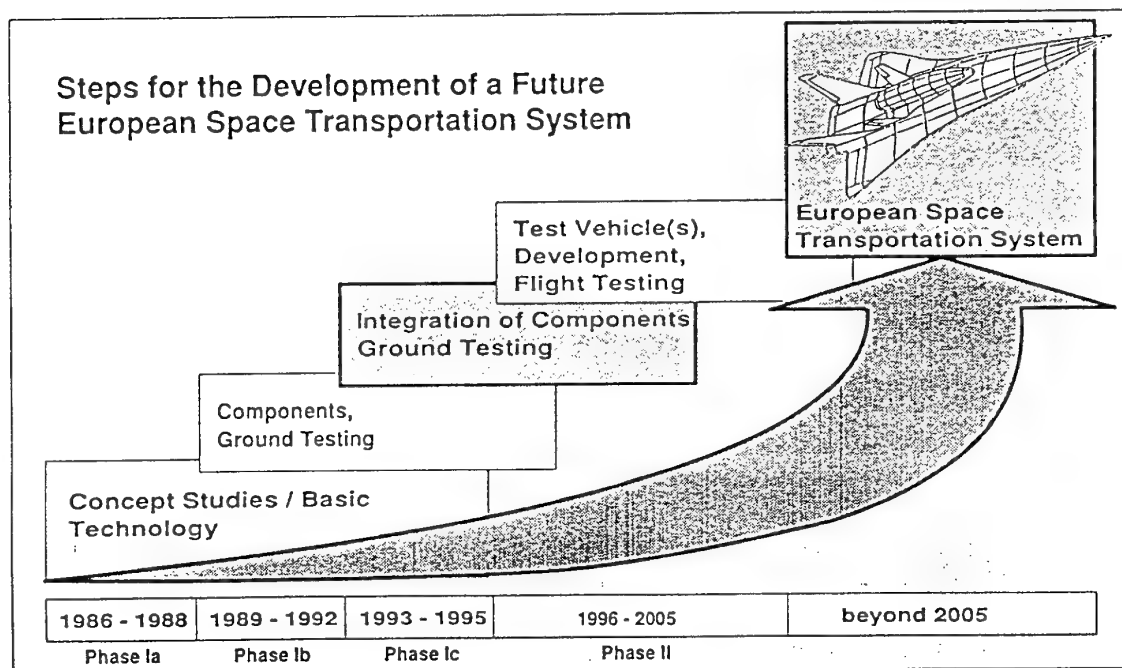 Steps for the Development of a Future
European Space Transportation System
European Space
Transportation System
Test Vehicle(s),
Development,
Flight Testing
Integration of Components
Ground Testing
Components,
Ground Testing
Concept Studies / Basic
Technology
1986 - 1988
1989 - 1992
1993 - 1995
1996 - 2005
beyond 2005
Phase Ia
Phase Ib
Phase Ic
Phase II